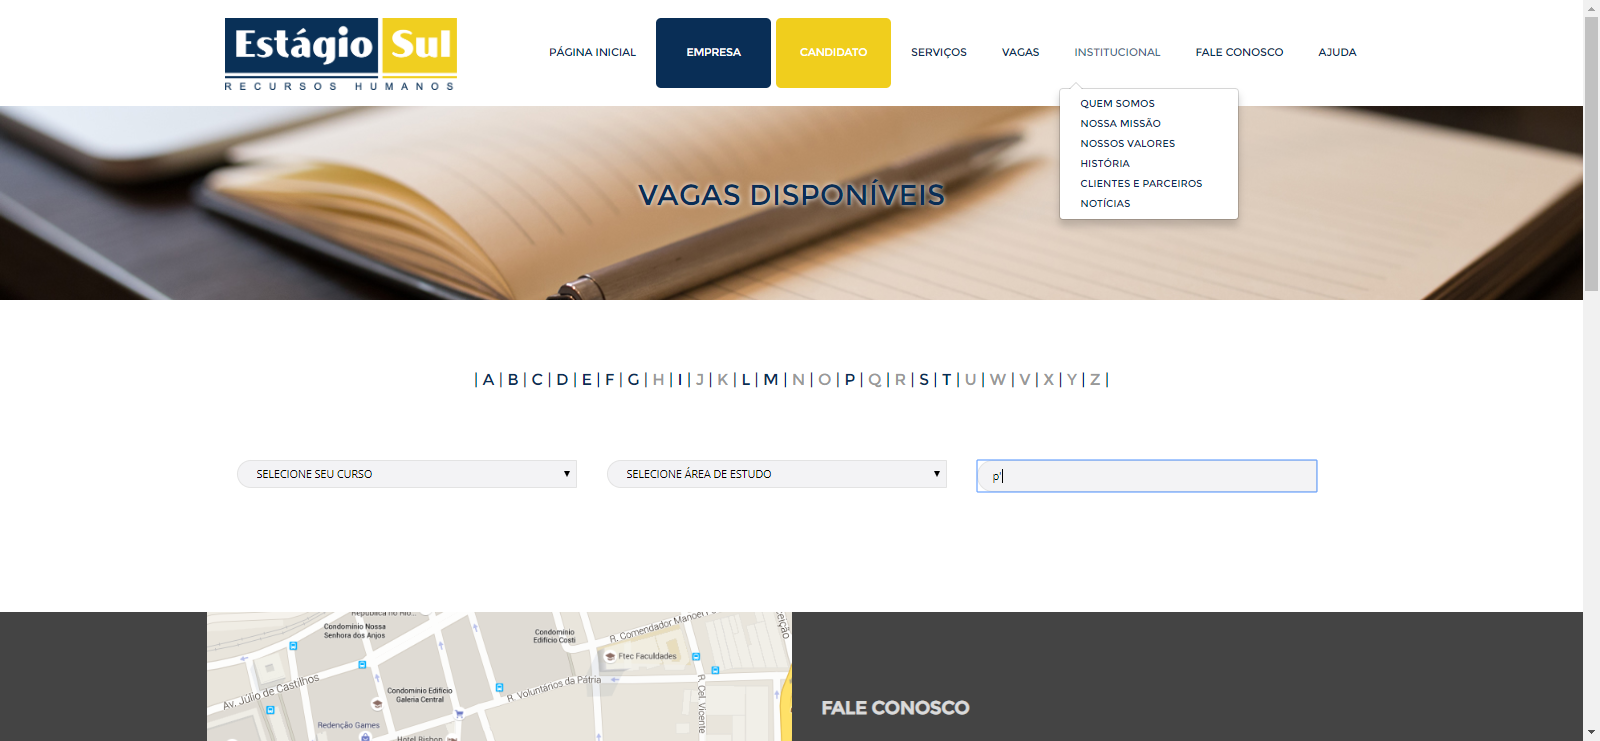 Estágio Sul
RECURSOS HUMANOS
PÁGINA INICIAL
EMPRESA
CANDIDATO
SERVIÇOS
VAGAS
INSTITUCIONAL
FALE CONOSCO
AJUDA
QUEM SOMOS
NOSSA MISSÃO
NOSSOS VALORES
HISTÓRIA
CLIENTES E PARCEIROS
NOTÍCIAS
VAGAS DISPONÍVEIS
| A | B | C | D | E | F | G | H | I | J | K | L | M | N | O | P | Q | R | S | T | U | W | V | X | Y | Z |
SELECIONE SEU CURSO
SELECIONE ÁREA DE ESTUDO
p'
Condomínio Nossa
Senhora dos Anjos
Condomínio
Edifício Costi
R. Comendador Manoel
Ftec Faculdades
Av. Júlio de Castilhos
Condomínio Edifício
Galeria Central
R. Voluntários da Pátria
R. Cel. Vicente
Redenção Games
Hotel Bishop
FALE CONOSCO